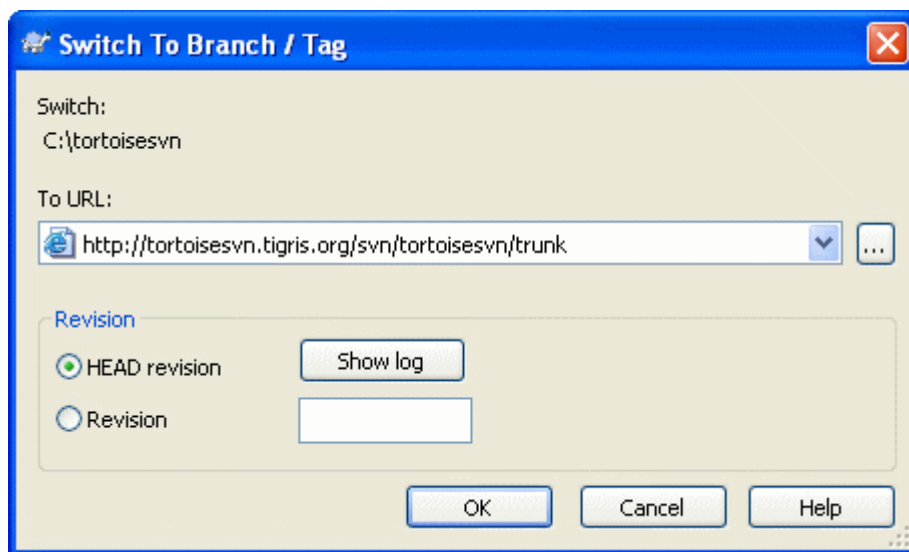 Switch To Branch / Tag
Switch:
C:\tortoisesvn
To URL:
http://tortoisesvn.tigris.org/svn/tortoisesvn/trunk
...
Revision
HEAD revision
Show log
Revision
OK
Cancel
Help